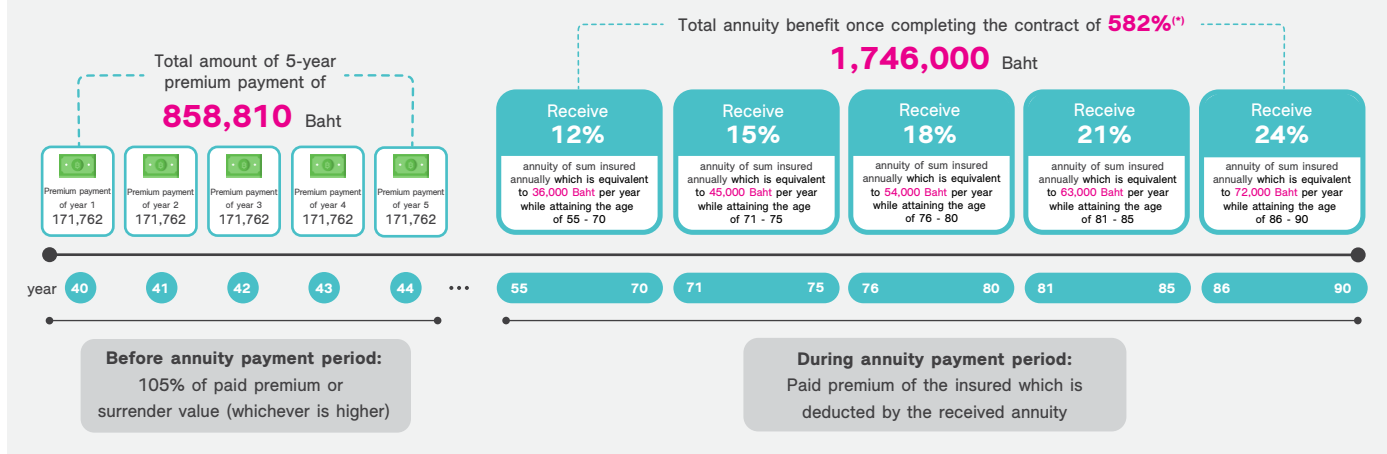 Total amount of 5-year
premium payment of
858,810 Baht
Premium payment
of year 1
171,762
Premium payment
of year 2
171,762
Premium payment
of year 3
171,762
Premium payment
of year 4
171,762
Premium payment
of year 5
171,762
Total annuity benefit once completing the contract of 582%(*)
1,746,000 Baht
Receive
12%
annuity of sum insured
annually which is equivalent
to 36,000 Baht per year
while attaining the age
of 55 - 70
Receive
15%
annuity of sum insured
annually which is equivalent
to 45,000 Baht per year
while attaining the age
of 71 - 75
Receive
18%
annuity of sum insured
annually which is equivalent
to 54,000 Baht per year
while attaining the age
of 76 - 80
Receive
21%
annuity of sum insured
annually which is equivalent
to 63,000 Baht per year
while attaining the age
of 81 - 85
Receive
24%
annuity of sum insured
annually which is equivalent
to 72,000 Baht per year
while attaining the age
of 86 - 90
year 40 41 42 43 44 ... 55 70 71 75 76 80 81 85 86 90
Before annuity payment period:
105% of paid premium or
surrender value (whichever is higher)
During annuity payment period:
Paid premium of the insured which is
deducted by the received annuity